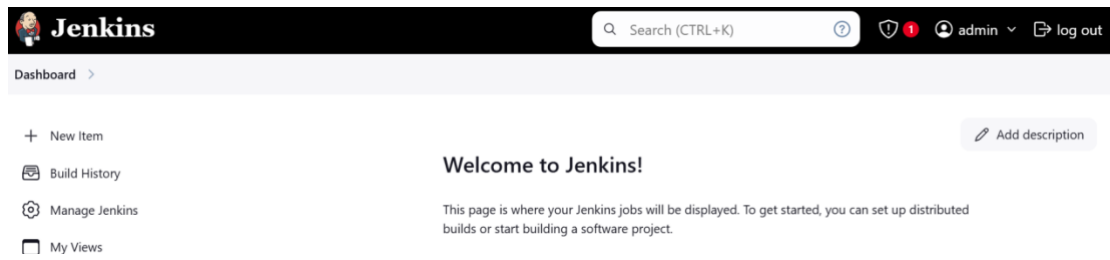 Jenkins
Search (CTRL+K)
1
admin
log out
Dashboard
New Item
Add description
Build History
Welcome to Jenkins!
Manage Jenkins
This page is where your Jenkins jobs will be displayed. To get started, you can set up distributed
builds or start building a software project.
My Views